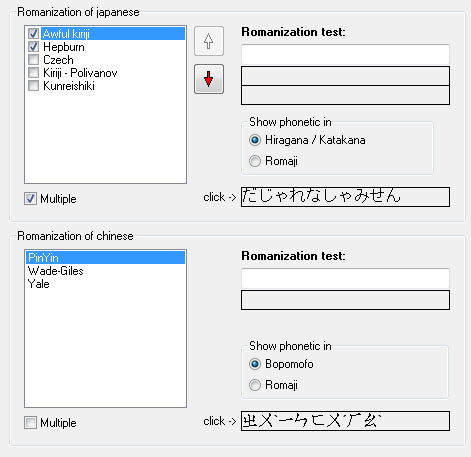 Romanization of japanese
Awful kiriji
Hepburn
Czech
Kiriji - Polivanov
Kunreishiki
Multiple
Romanization test:
Show phonetic in
Hiragana / Katakana
Romaji
click -> だじゃれなしゃみせん
Romanization of chinese
PinYin
Wade-Giles
Yale
Multiple
Romanization test:
Show phonetic in
Bopomofo
Romaji
click -> ㄓㄨˋㄧㄣㄈㄨˊㄏㄠˋ